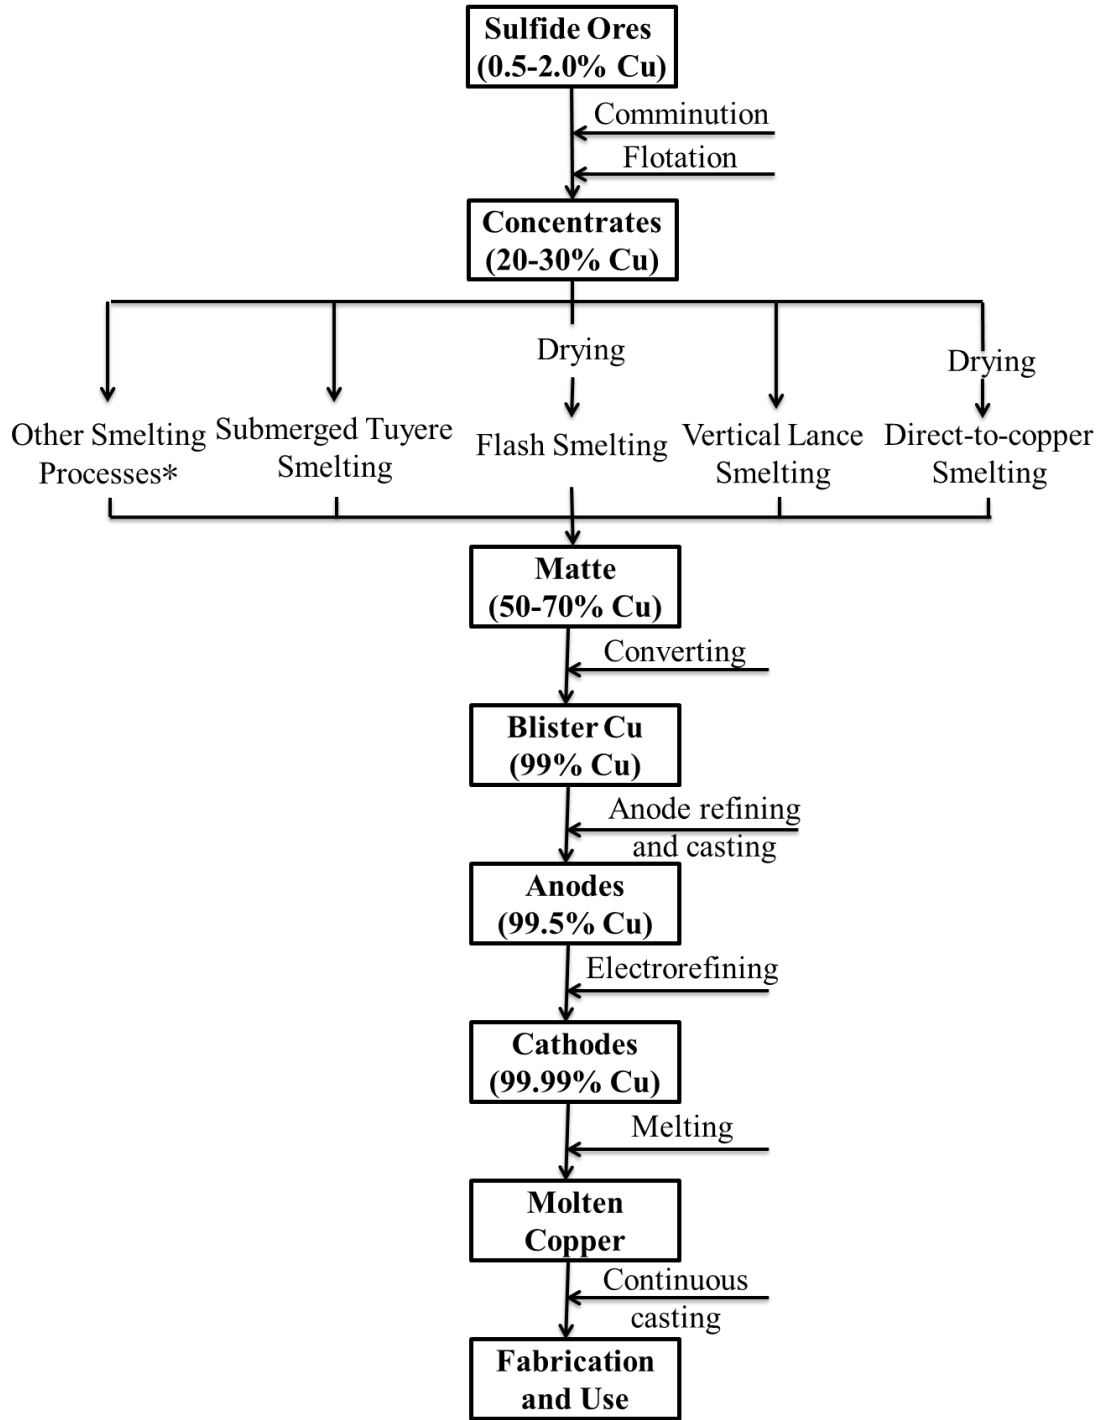 Sulfide Ores
(0.5-2.0% Cu)
Comminution
Flotation
Concentrates
(20-30% Cu)
Drying
Drying
Other Smelting
Processes*
Submerged Tuyere
Smelting
Flash Smelting
Vertical Lance
Smelting
Direct-to-copper
Smelting
Matte
(50-70% Cu)
Converting
Blister Cu
(99% Cu)
Anode refining
and casting
Anodes
(99.5% Cu)
Electrorefining
Cathodes
(99.99% Cu)
Melting
Molten
Copper
Continuous
casting
Fabrication
and Use